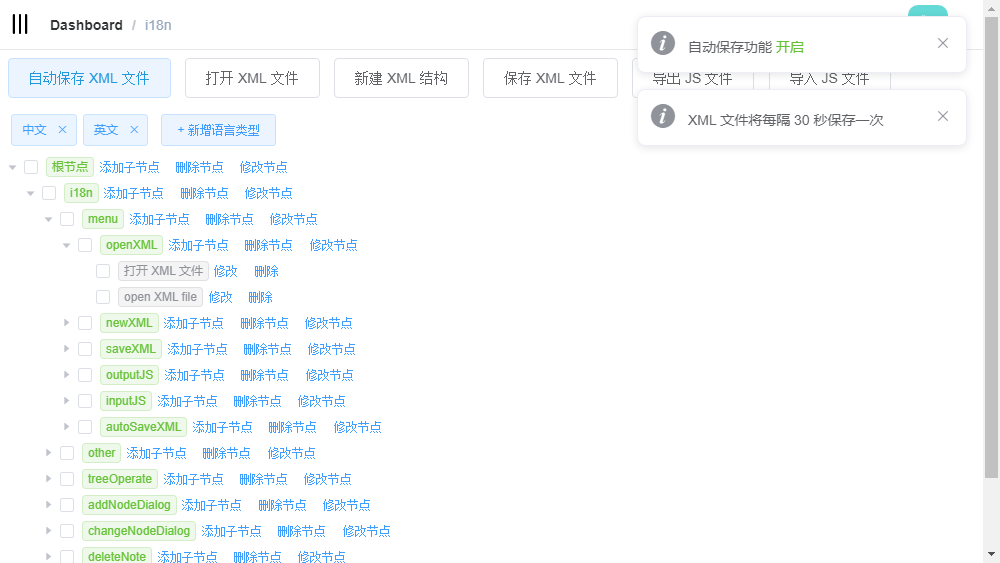 Dashboard / i18n
自动保存功能 开启
自动保存 XML 文件 打开 XML 文件 新建 XML 结构 保存 XML 文件 导出 JS 文件 导入 JS 文件
XML 文件将每隔 30 秒保存一次
中文 英文 + 新增语言类型
根节点 添加子节点 删除节点 修改节点
i18n 添加子节点 删除节点 修改节点
menu 添加子节点 删除节点 修改节点
openXML 添加子节点 删除节点 修改节点
打开 XML 文件 修改 删除
open XML file 修改 删除
newXML 添加子节点 删除节点 修改节点
saveXML 添加子节点 删除节点 修改节点
outputJS 添加子节点 删除节点 修改节点
inputJS 添加子节点 删除节点 修改节点
autoSaveXML 添加子节点 删除节点 修改节点
other 添加子节点 删除节点 修改节点
treeOperate 添加子节点 删除节点 修改节点
addNodeDialog 添加子节点 删除节点 修改节点
changeNodeDialog 添加子节点 删除节点 修改节点
deleteNote 添加子节点 删除节点 修改节点